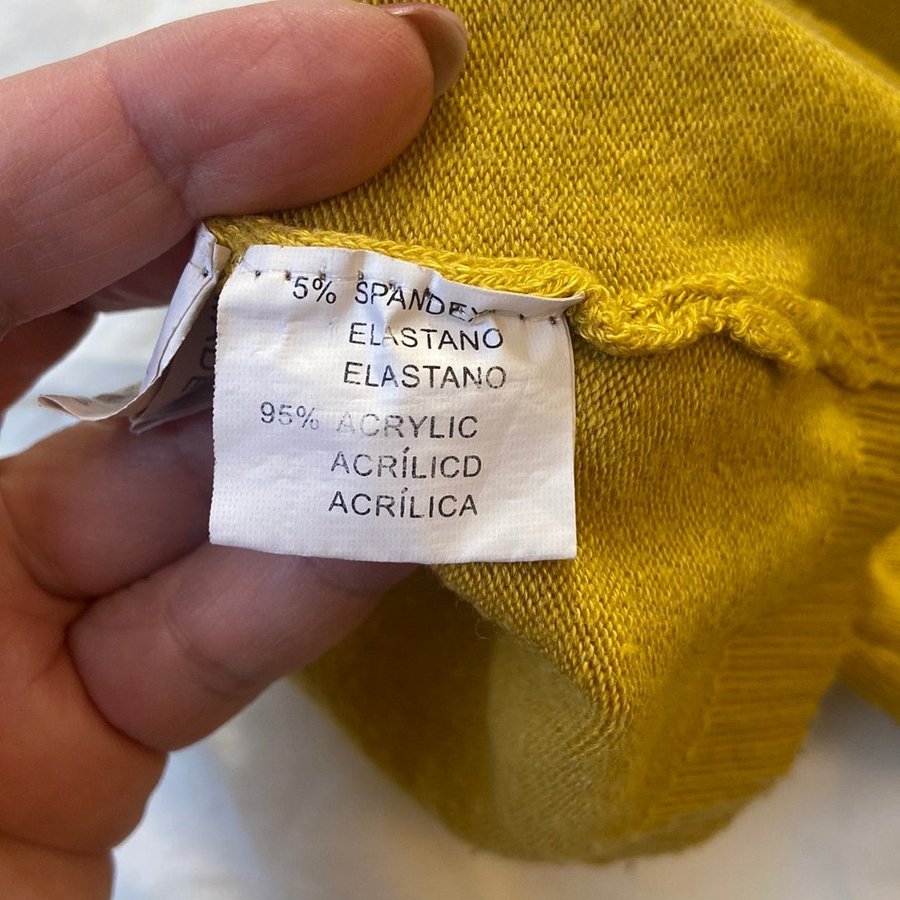 5% SPANDEX
ELASTANO
ELASTANO
95% ACRYLIC
ACRÍLICD
ACRÍLICA